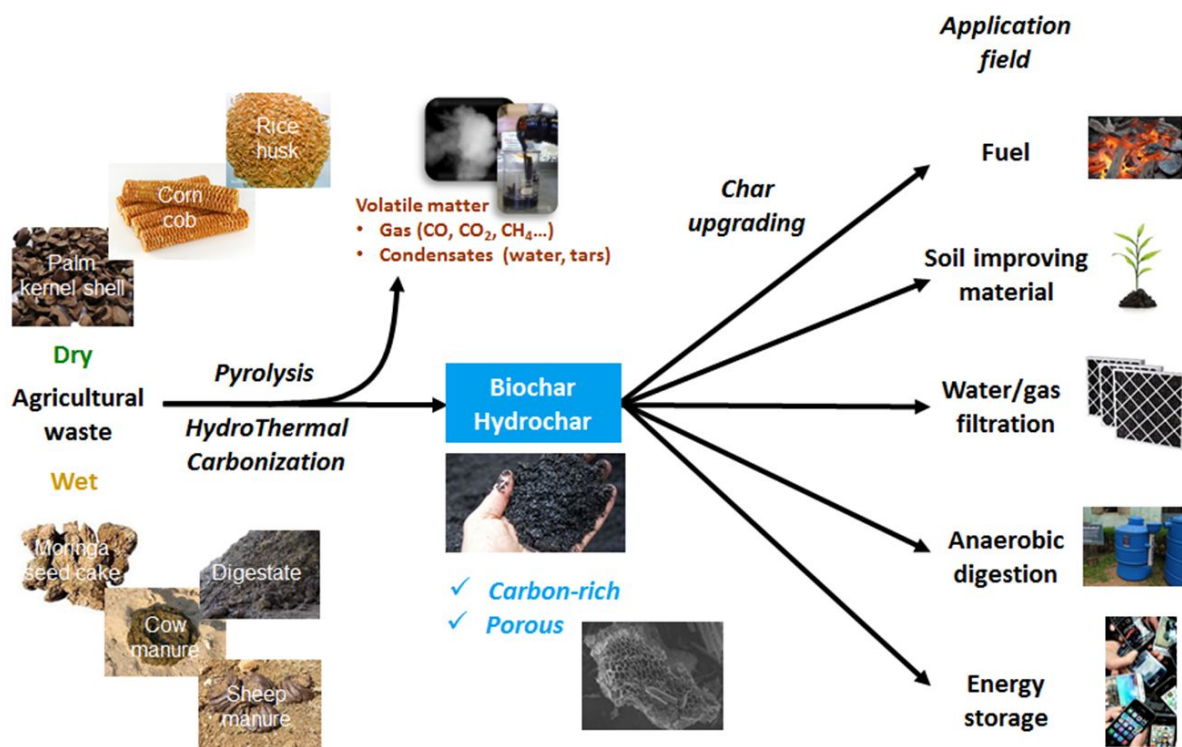 Application
field
Rice
husk
Corn
cob
Palm
kernel shell
Volatile matter
• Gas (CO, CO₂, CH₄...)
• Condensates (water, tars)
Char
upgrading
Fuel
Soil improving
material
Dry
Agricultural
waste
Wet
Pyrolysis
HydroThermal
Carbonization
Biochar
Hydrochar
Water/gas
filtration
Moringa
seed cake
Digestate
Cow
manure
Sheep
manure
✓ Carbon-rich
✓ Porous
Anaerobic
digestion
Energy
storage